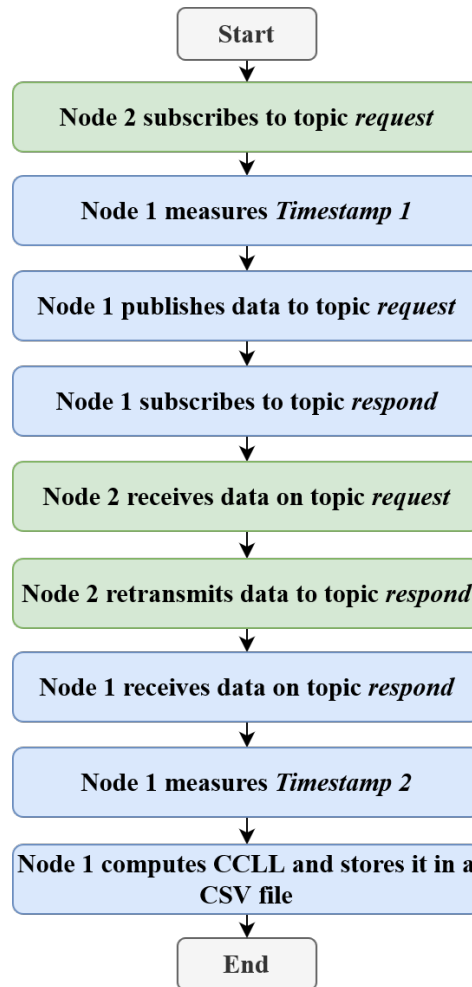 Start
Node 2 subscribes to topic request
Node 1 measures Timestamp 1
Node 1 publishes data to topic request
Node 1 subscribes to topic respond
Node 2 receives data on topic request
Node 2 retransmits data to topic respond
Node 1 receives data on topic respond
Node 1 measures Timestamp 2
Node 1 computes CCLL and stores it in a
CSV file
End